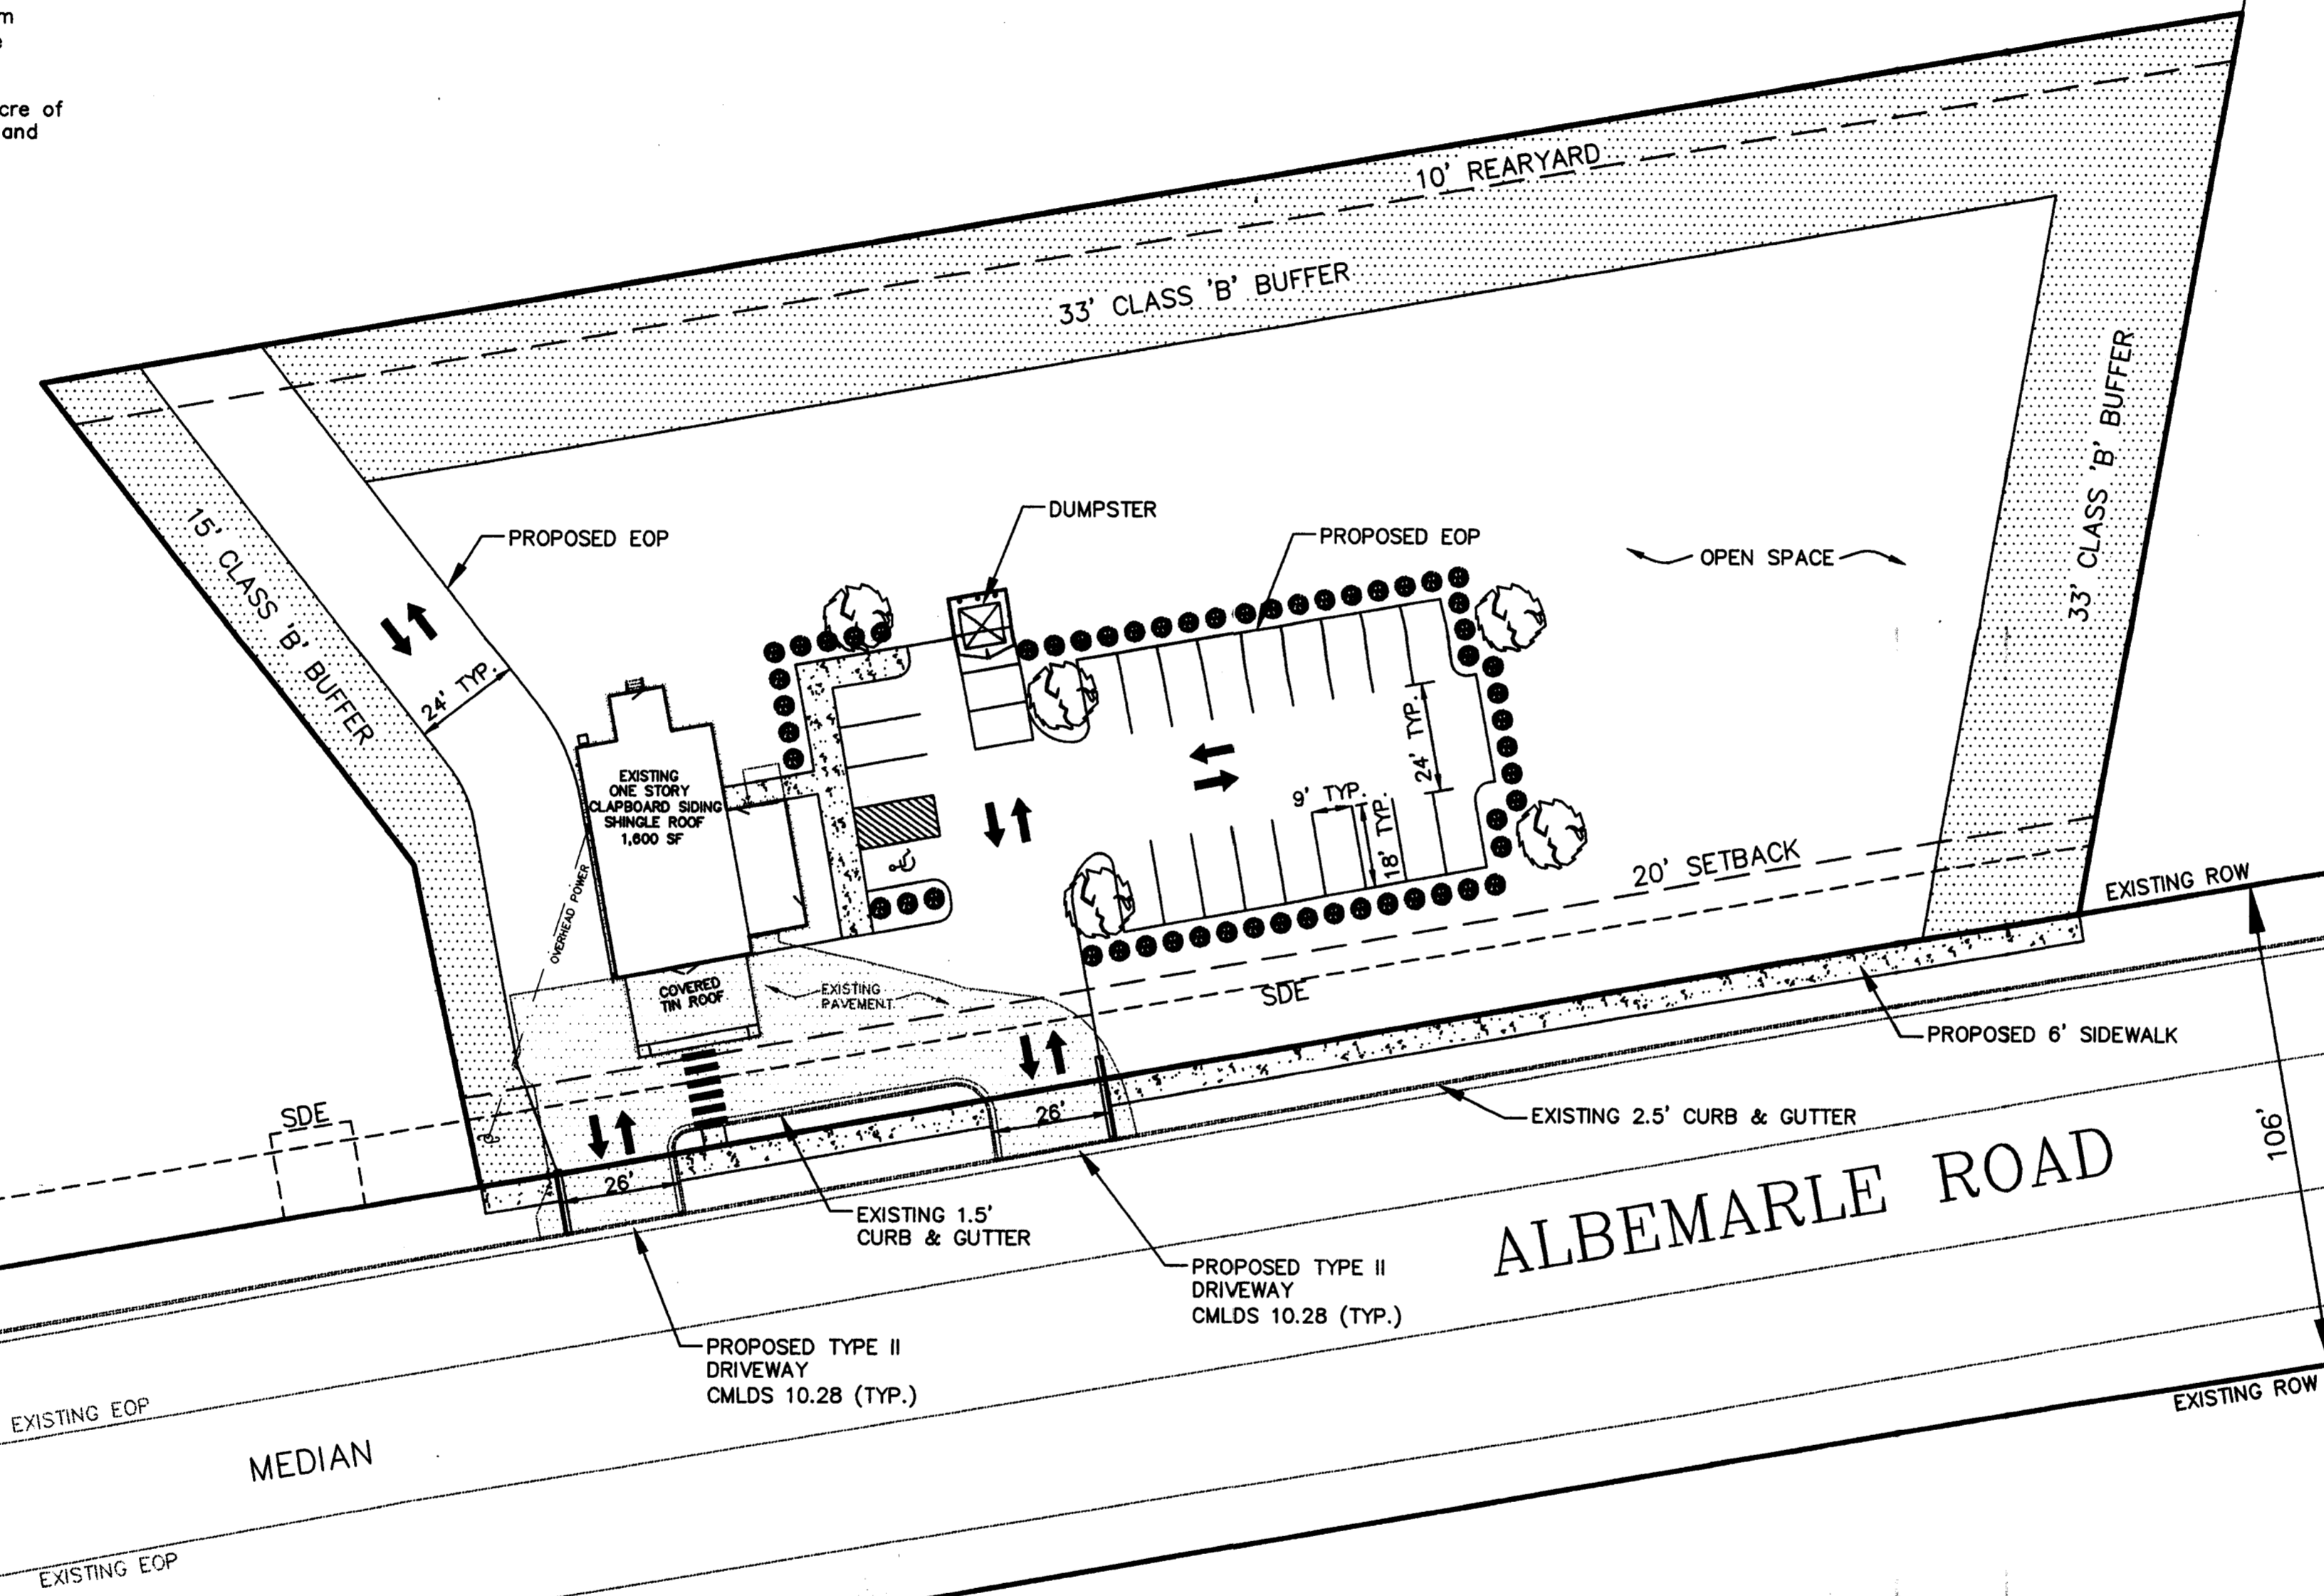 m
e
cre of
and
10' REARYARD
33' CLASS 'B' BUFFER
33' CLASS 'B' BUFFER
15' CLASS 'B' BUFFER
PROPOSED EOP
DUMPSTER
PROPOSED EOP
OPEN SPACE
24' TYP.
24' TYP.
9' TYP.
18' TYP.
EXISTING
ONE STORY
CLAPBOARD SIDING
SHINGLE ROOF
1,600 SF
OVERHEAD POWER
COVERED
TIN ROOF
EXISTING
PAVEMENT
20' SETBACK
SDE
EXISTING ROW
PROPOSED 6' SIDEWALK
EXISTING 2.5' CURB & GUTTER
SDE
26'
26'
EXISTING 1.5'
CURB & GUTTER
PROPOSED TYPE II
DRIVEWAY
CMLDS 10.28 (TYP.)
PROPOSED TYPE II
DRIVEWAY
CMLDS 10.28 (TYP.)
ALBEMARLE ROAD
106'
EXISTING ROW
EXISTING EOP
MEDIAN
EXISTING EOP